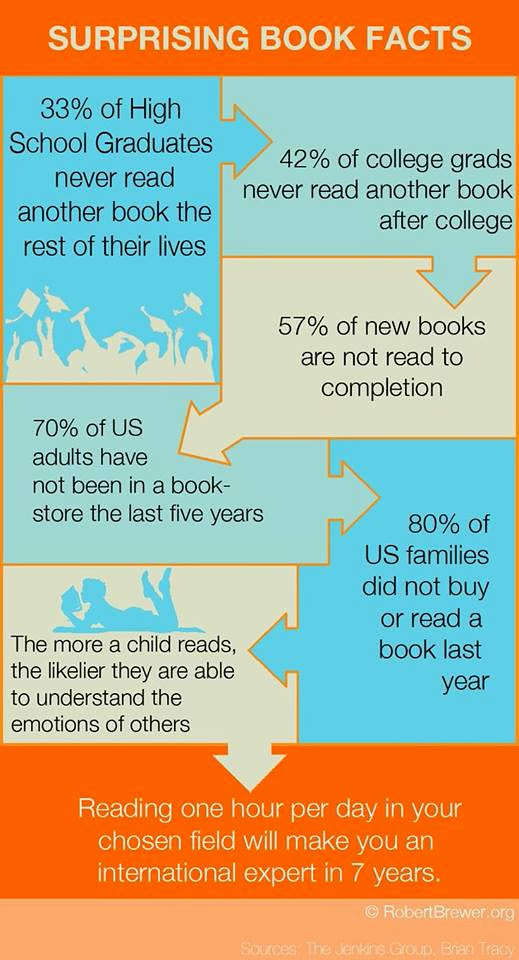 SURPRISING BOOK FACTS
33% of High
School Graduates
never read
another book the
rest of their lives
42% of college grads
never read another book
after college
57% of new books
are not read to
completion
70% of US
adults have
not been in a book-
store the last five years
80% of
US families
did not buy
or read a
book last
year
The more a child reads,
the likelier they are able
to understand the
emotions of others
Reading one hour per day in your
chosen field will make you an
international expert in 7 years.
© RobertBrewer.org
Sources: The Jenkins Group, Brian Tracy